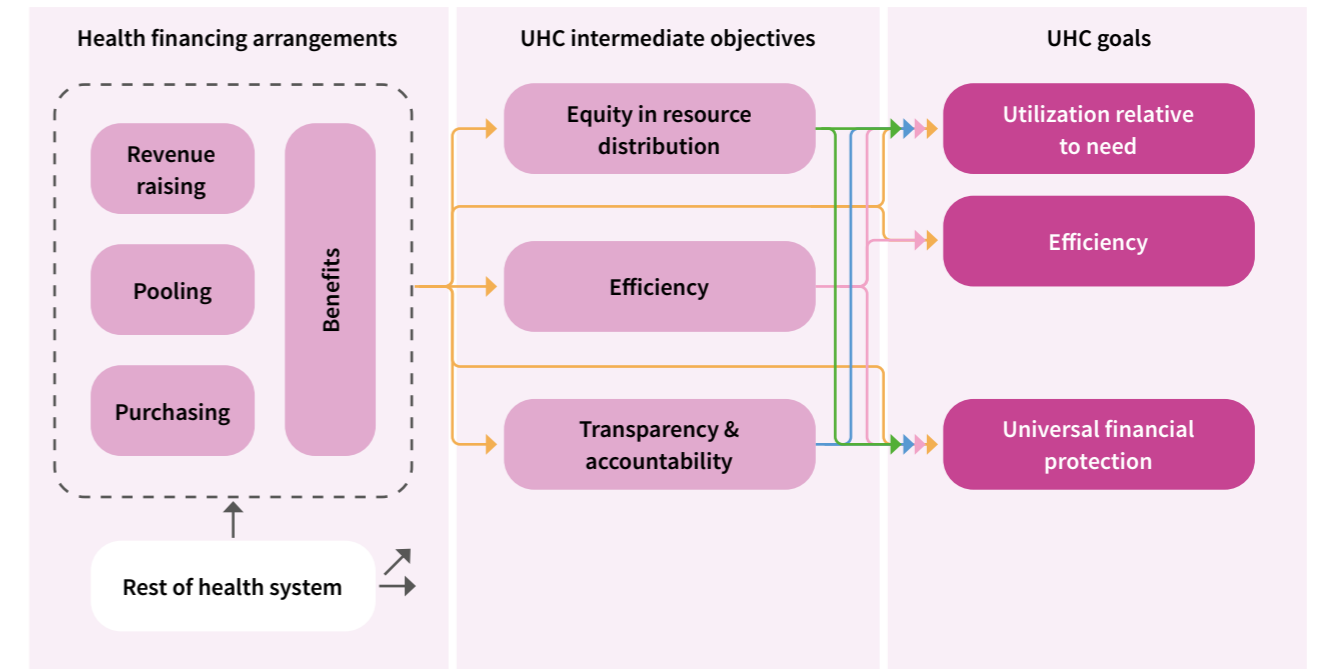 Health financing arrangements
UHC intermediate objectives
UHC goals
Revenue
raising
Pooling
Purchasing
Benefits
Rest of health system
Equity in resource
distribution
Efficiency
Transparency &
accountability
Utilization relative
to need
Efficiency
Universal financial
protection